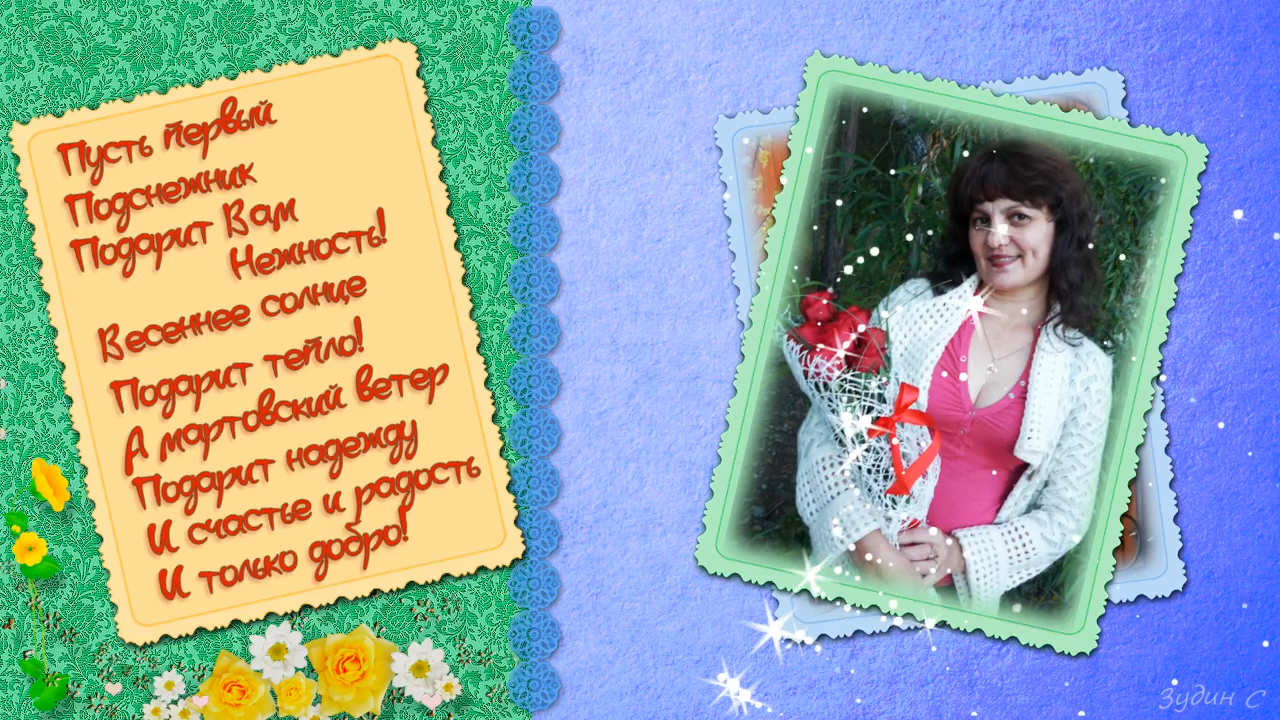 Пусть первый
Подснежник
Подарит Вам
Нежность!
Весеннее солнце
Подарит тепло!
А мартовский ветер
Подарит надежду
И счастье и радость
И только добро!
Зудин С